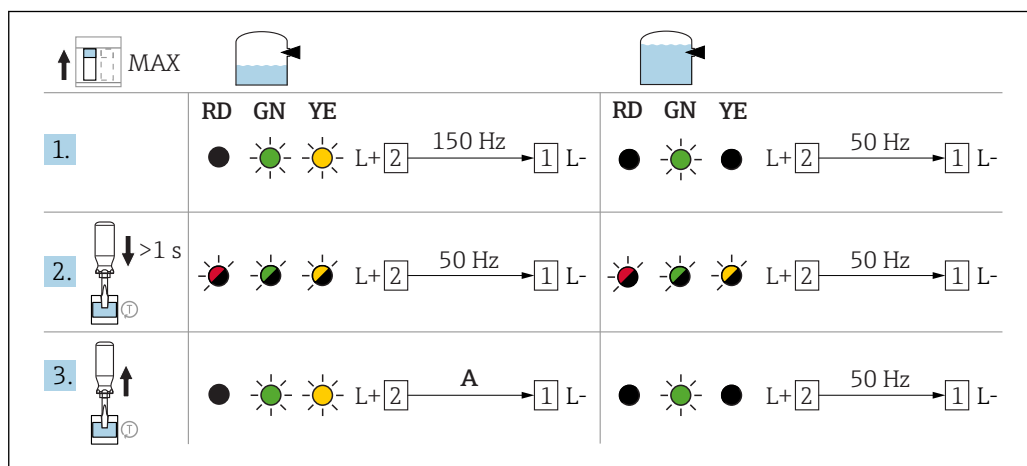 MAX
RD GN YE RD GN YE
1. L+ 2 150 Hz 1 L- L+ 2 50 Hz 1 L-
2. >1 s T L+ 2 50 Hz 1 L- L+ 2 50 Hz 1 L-
3. T L+ 2 A 1 L- L+ 2 50 Hz 1 L-